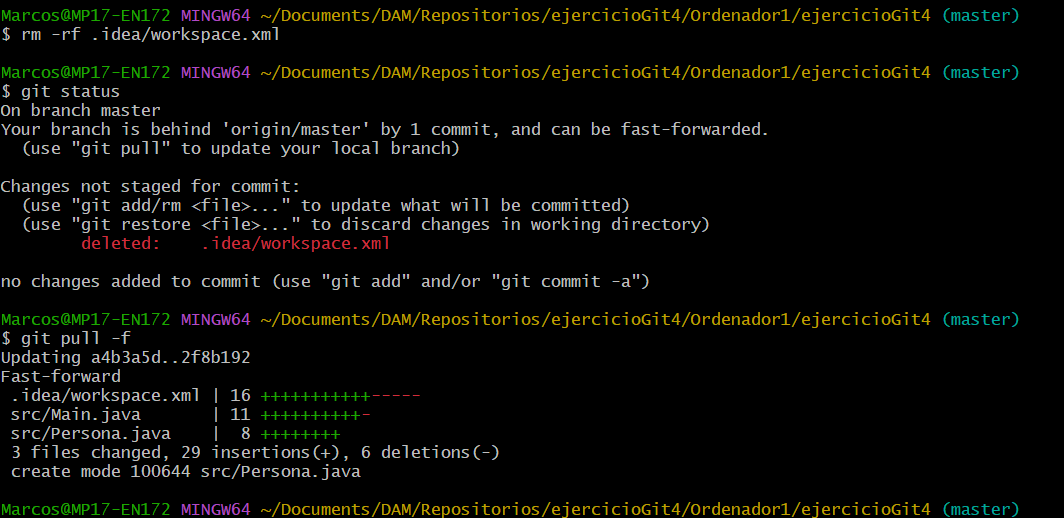 Marcos@MP17-EN172 MINGW64 ~/Documents/DAM/Repositorios/ejercicioGit4/Ordenador1/ejercicioGit4 (master)
$ rm -rf .idea/workspace.xml
Marcos@MP17-EN172 MINGW64 ~/Documents/DAM/Repositorios/ejercicioGit4/Ordenador1/ejercicioGit4 (master)
$ git status
On branch master
Your branch is behind 'origin/master' by 1 commit, and can be fast-forwarded.
  (use "git pull" to update your local branch)
Changes not staged for commit:
  (use "git add/rm <file>..." to update what will be committed)
  (use "git restore <file>..." to discard changes in working directory)
        deleted:    .idea/workspace.xml
no changes added to commit (use "git add" and/or "git commit -a")
Marcos@MP17-EN172 MINGW64 ~/Documents/DAM/Repositorios/ejercicioGit4/Ordenador1/ejercicioGit4 (master)
$ git pull -f
Updating a4b3a5d..2f8b192
Fast-forward
 .idea/workspace.xml | 16 +++++++++++-----
 src/Main.java       | 11 ++++++++++-
 src/Persona.java    |  8 ++++++++
 3 files changed, 29 insertions(+), 6 deletions(-)
 create mode 100644 src/Persona.java
Marcos@MP17-EN172 MINGW64 ~/Documents/DAM/Repositorios/ejercicioGit4/Ordenador1/ejercicioGit4 (master)